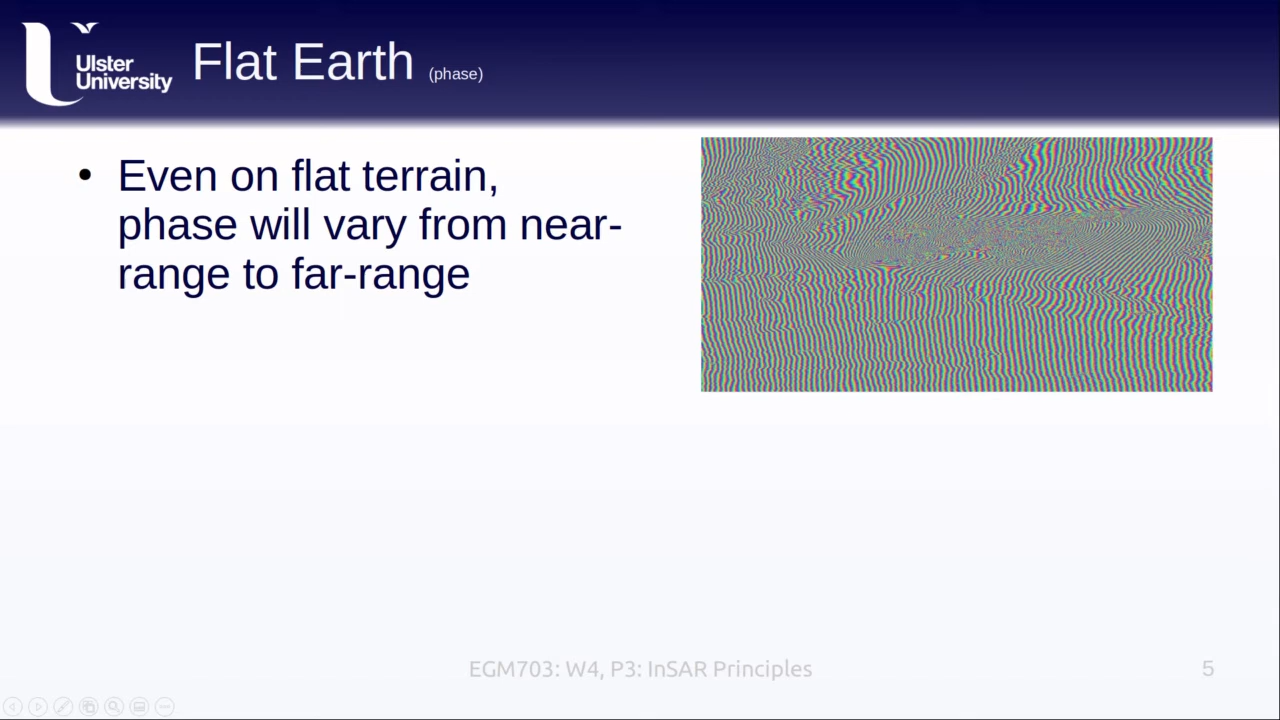 Ulster
University
Flat Earth (phase)
• Even on flat terrain,
phase will vary from near-
range to far-range
EGM703: W4, P3: InSAR Principles
5